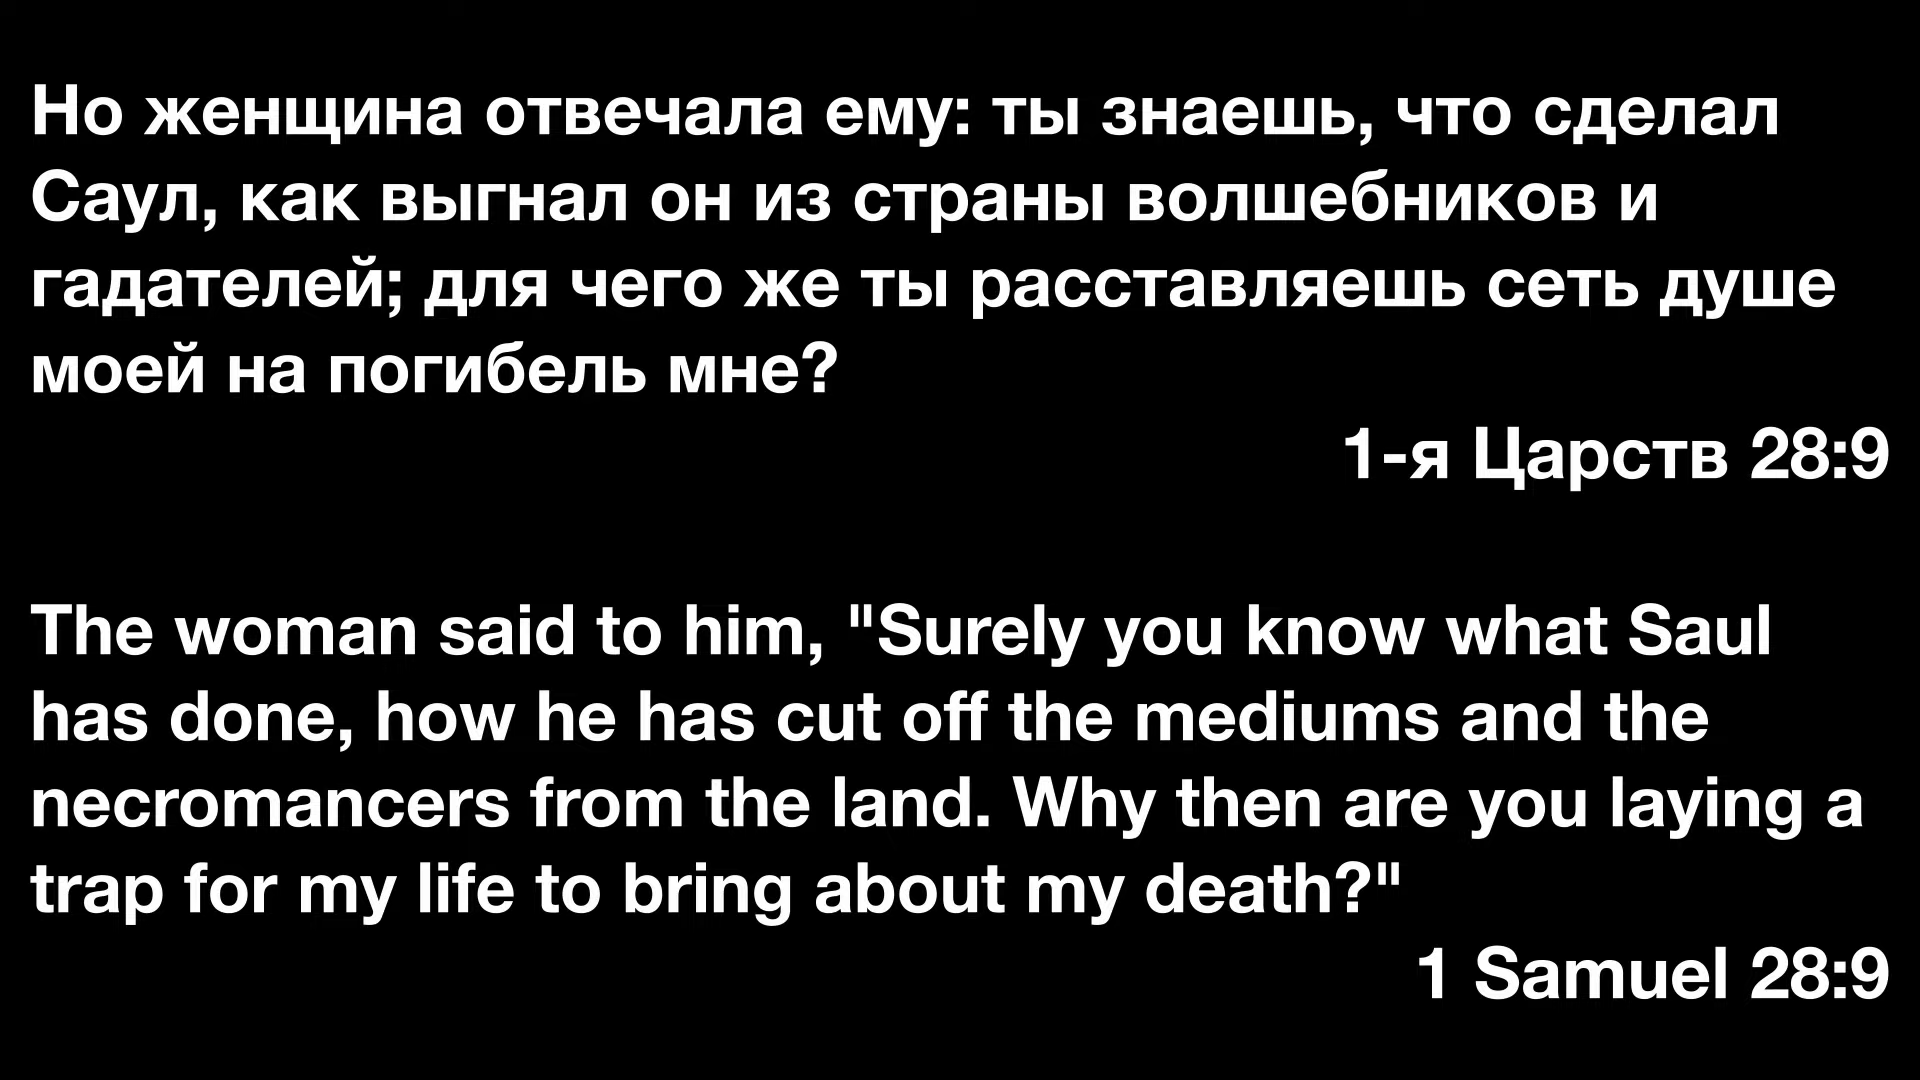 Но женщина отвечала ему: ты знаешь, что сделал
Саул, как выгнал он из страны волшебников и
гадателей; для чего же ты расставляешь сеть душе
моей на погибель мне?
1-я Царств 28:9
The woman said to him, "Surely you know what Saul
has done, how he has cut off the mediums and the
necromancers from the land. Why then are you laying a
trap for my life to bring about my death?"
1 Samuel 28:9